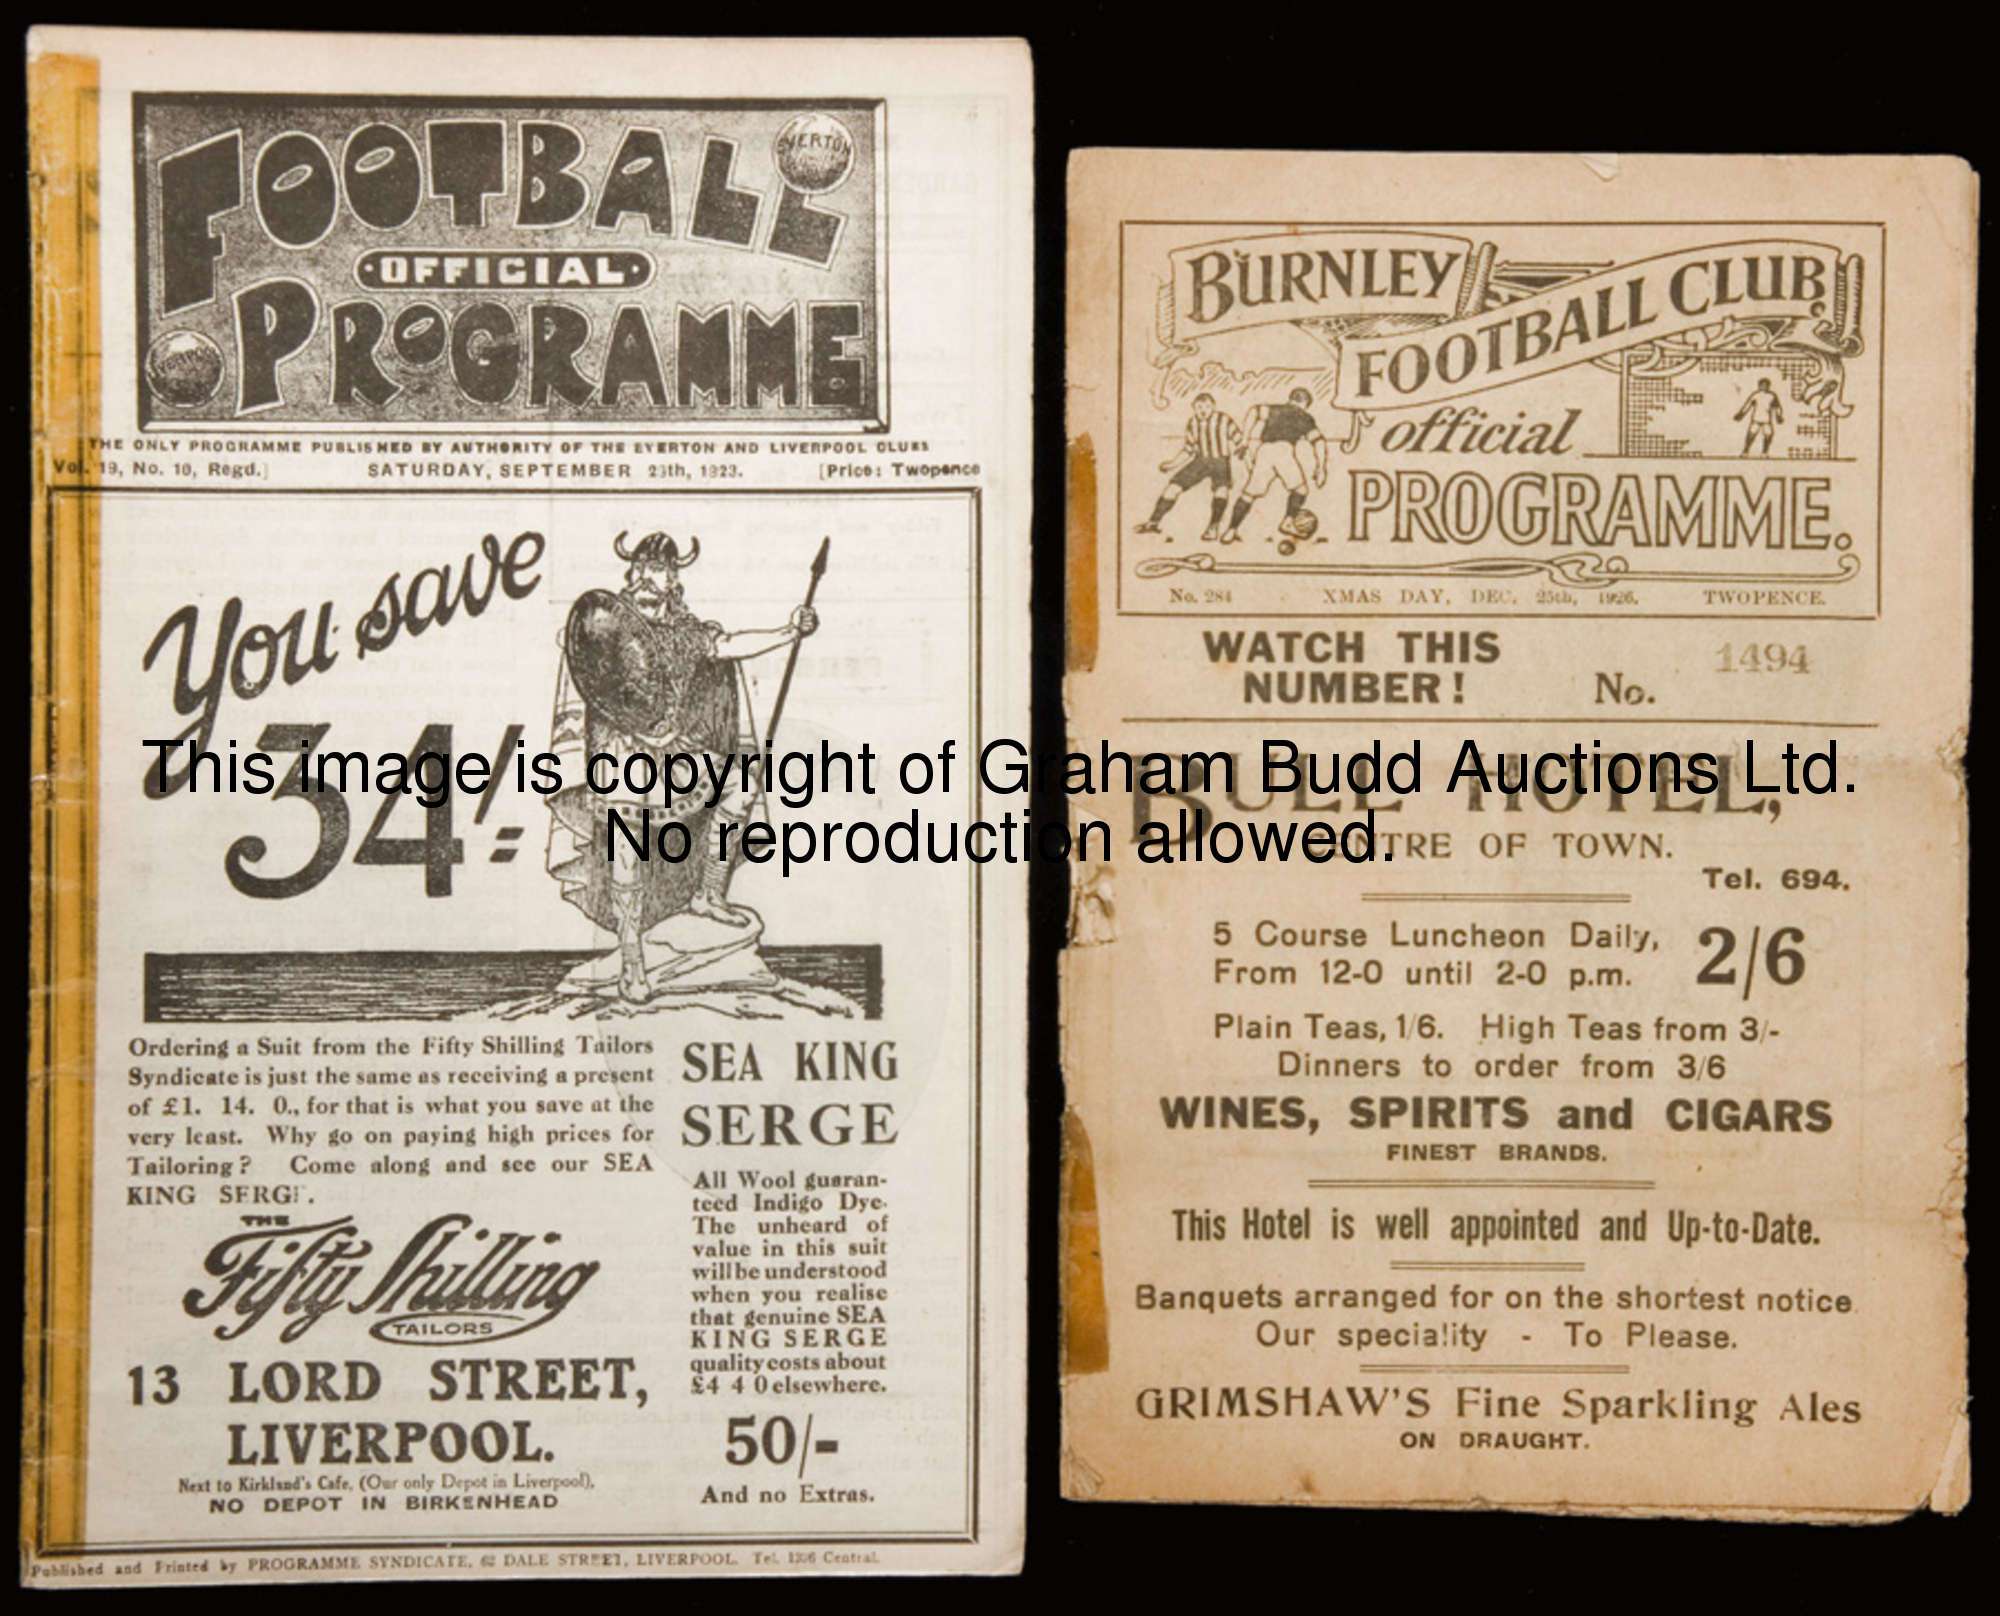 FOOTBALL
EVERTON
OFFICIAL
PROGRAMME
LIVERPOOL
THE ONLY PROGRAMME PUBLISHED BY AUTHORITY OF THE EVERTON AND LIVERPOOL CLUBS
Vol. 19, No. 10, Regd.] SATURDAY, SEPTEMBER 1923. [Price: Twopence
You save
34/-
Ordering a Suit from the Fifty Shilling Tailors
Syndicate is just the same as receiving a present
of £1. 14. 0., for that is what you save at the
very least. Why go on paying high prices for
Tailoring? Come along and see our SEA
KING SERGE.
THE
Fifty Shilling
TAILORS
13 LORD STREET,
LIVERPOOL.
Next to Kirkland's Cafe, (Our only Depot in Liverpool),
NO DEPOT IN BIRKENHEAD
SEA KING
SERGE
All Wool guaran-
teed Indigo Dye.
The unheard of
value in this suit
will be understood
when you realise
that genuine SEA
KING SERGE
quality costs about
£4 4 0 elsewhere.
50/-
And no Extras.
Published and Printed by PROGRAMME SYNDICATE, 62 DALE STREET, LIVERPOOL. Tel. Central.
BURNLEY
FOOTBALL CLUB
official
PROGRAMME.
No. 284 XMAS DAY, DEC. 25th, 1926. TWOPENCE.
WATCH THIS
NUMBER! No. 1494
BULL HOTEL,
CENTRE OF TOWN.
Tel. 694.
5 Course Luncheon Daily,
From 12-0 until 2-0 p.m. 2/6
Plain Teas, 1/6. High Teas from 3/-
Dinners to order from 3/6
WINES, SPIRITS and CIGARS
FINEST BRANDS.
This Hotel is well appointed and Up-to-Date.
Banquets arranged for on the shortest notice.
Our speciality - To Please.
GRIMSHAW'S Fine Sparkling Ales
ON DRAUGHT.
This image is copyright of Graham Budd Auctions Ltd.
No reproduction allowed.